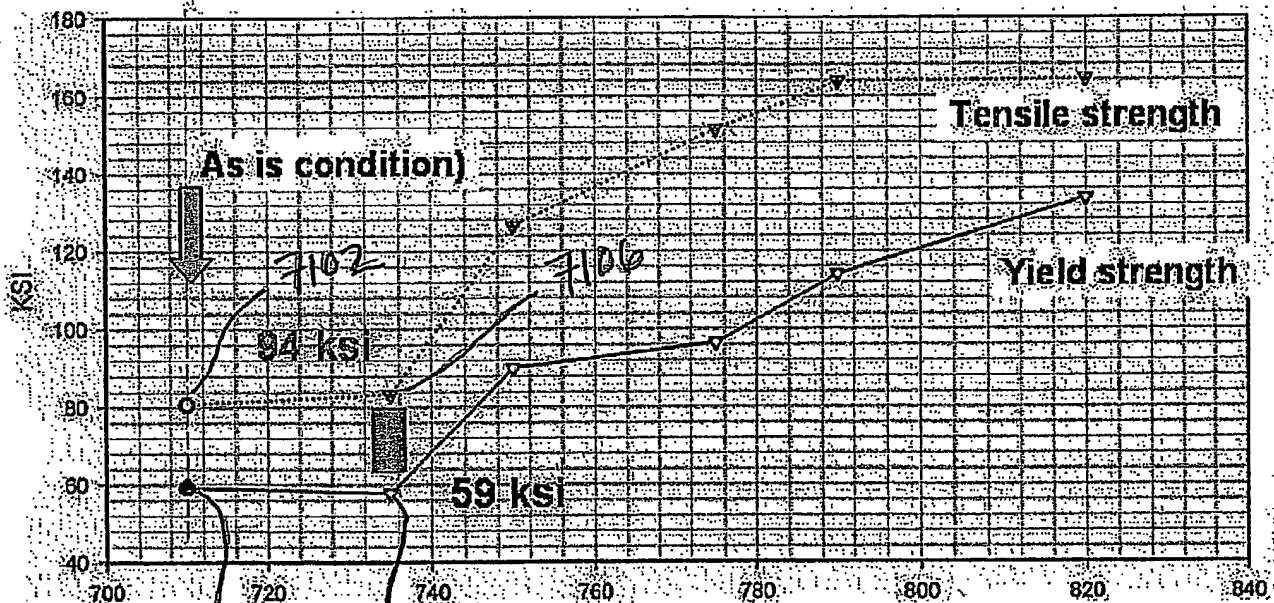 180
160
140
120
100
80
60
40
Ksi
Tensile strength
As is condition)
7102
7106
94 ksi
Yield strength
59 ksi
700 720 740 760 780 800 820 840